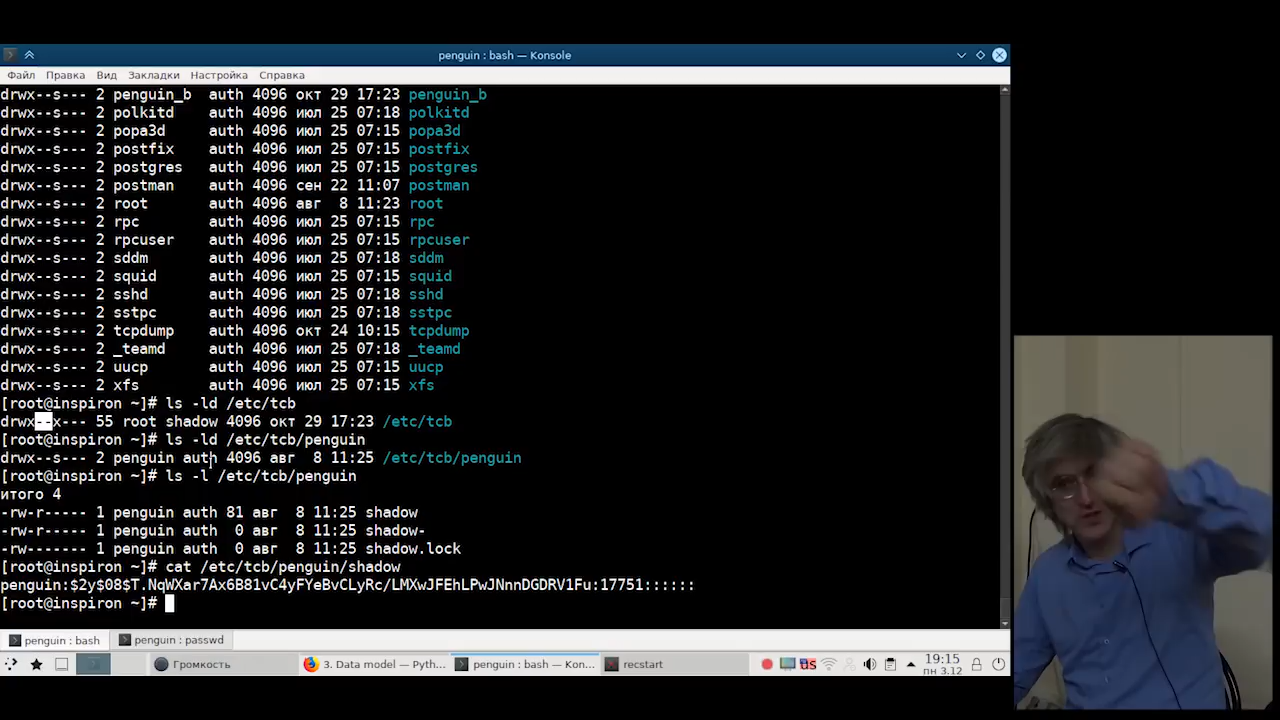 penguin : bash — Konsole
Файл Правка Вид Закладки Настройка Справка
drwx--s--- 2 penguin_b auth 4096 окт 29 17:23 penguin_b
drwx--s--- 2 polkitd auth 4096 июл 25 07:18 polkitd
drwx--s--- 2 popa3d auth 4096 июл 25 07:15 popa3d
drwx--s--- 2 postfix auth 4096 июл 25 07:15 postfix
drwx--s--- 2 postgres auth 4096 июл 25 07:15 postgres
drwx--s--- 2 postman auth 4096 сен 22 11:07 postman
drwx--s--- 2 root auth 4096 авг 8 11:23 root
drwx--s--- 2 rpc auth 4096 июл 25 07:15 rpc
drwx--s--- 2 rpcuser auth 4096 июл 25 07:15 rpcuser
drwx--s--- 2 sddm auth 4096 июл 25 07:18 sddm
drwx--s--- 2 squid auth 4096 июл 25 07:15 squid
drwx--s--- 2 sshd auth 4096 июл 25 07:15 sshd
drwx--s--- 2 sstpc auth 4096 июл 25 07:15 sstpc
drwx--s--- 2 tcpdump auth 4096 окт 24 10:15 tcpdump
drwx--s--- 2 _teamd auth 4096 июл 25 07:18 _teamd
drwx--s--- 2 uucp auth 4096 июл 25 07:15 uucp
drwx--s--- 2 xfs auth 4096 июл 25 07:15 xfs
[root@inspiron ~]# ls -ld /etc/tcb
drwx--x--- 55 root shadow 4096 окт 29 17:23 /etc/tcb
[root@inspiron ~]# ls -ld /etc/tcb/penguin
drwx--s--- 2 penguin auth 4096 авг 8 11:25 /etc/tcb/penguin
[root@inspiron ~]# ls -l /etc/tcb/penguin
итого 4
-rw-r----- 1 penguin auth 81 авг 8 11:25 shadow
-rw-r----- 1 penguin auth 0 авг 8 11:25 shadow-
-rw------- 1 penguin auth 0 авг 8 11:25 shadow.lock
[root@inspiron ~]# cat /etc/tcb/penguin/shadow
penguin:$2y$08$T.NqWXar7Ax6B81vC4yFYeBvCLyRc/LMXwJFEhLPwJNnnDGDRV1Fu:17751::::::
[root@inspiron ~]#
penguin : bash penguin : passwd
Громкость 3. Data model — Pyth... penguin : bash — Kon... recstart US 19:15
пн 3.12